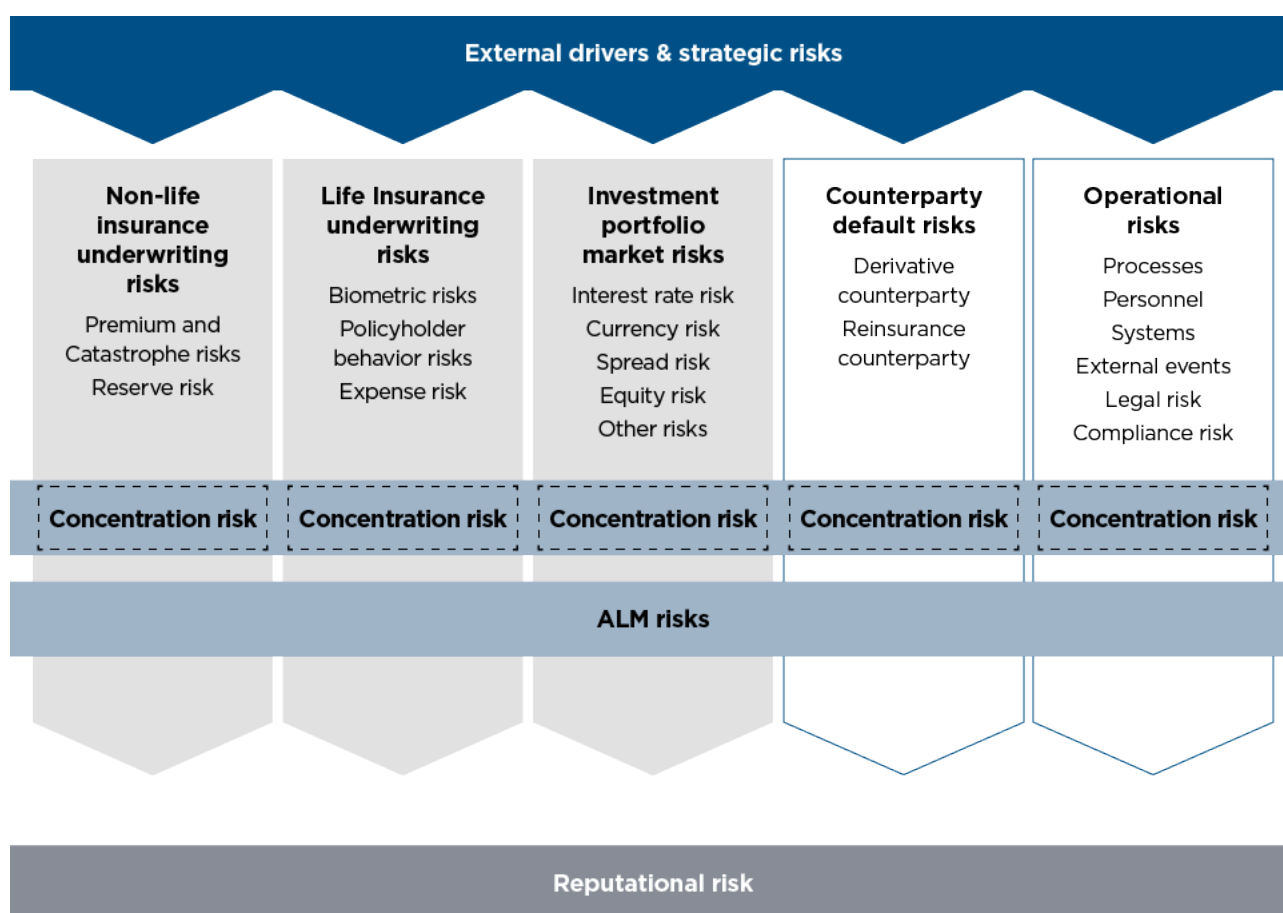 External drivers & strategic risks
Non-life
insurance
underwriting
risks
Premium and
Catastrophe risks
Reserve risk
Life Insurance
underwriting
risks
Biometric risks
Policyholder
behavior risks
Expense risk
Investment
portfolio
market risks
Interest rate risk
Currency risk
Spread risk
Equity risk
Other risks
Counterparty
default risks
Derivative
counterparty
Reinsurance
counterparty
Operational
risks
Processes
Personnel
Systems
External events
Legal risk
Compliance risk
Concentration risk
Concentration risk
Concentration risk
Concentration risk
Concentration risk
ALM risks
Reputational risk